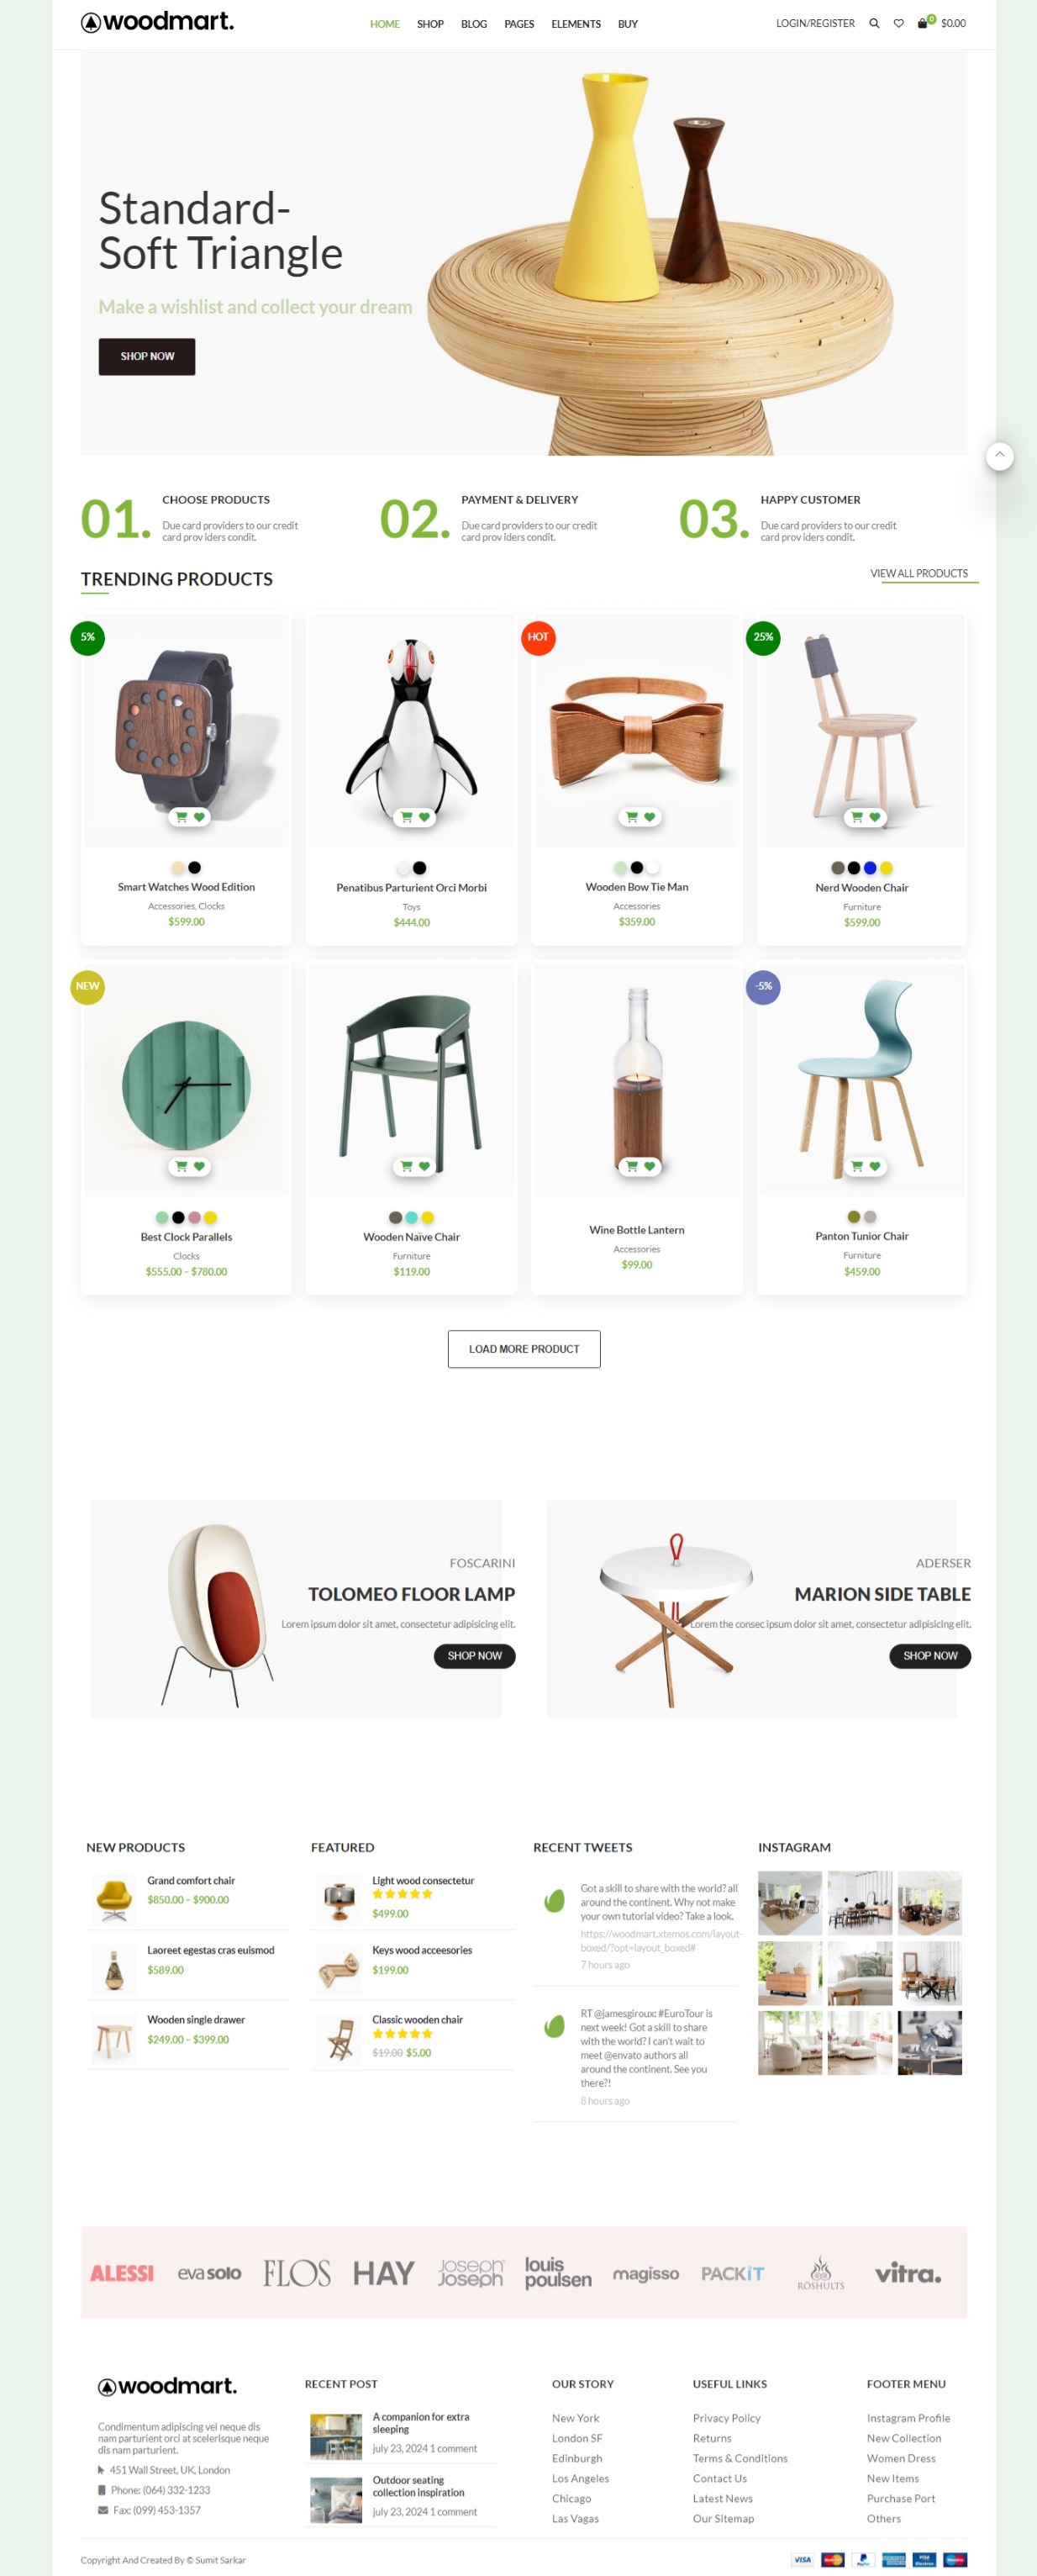 woodmart.
HOME SHOP BLOG PAGES ELEMENTS BUY
LOGIN/REGISTER 0 $0.00
Standard-
Soft Triangle
Make a wishlist and collect your dream
SHOP NOW
01.
CHOOSE PRODUCTS
Due card providers to our credit
card prov iders condit.
02.
PAYMENT & DELIVERY
Due card providers to our credit
card prov iders condit.
03.
HAPPY CUSTOMER
Due card providers to our credit
card prov iders condit.
TRENDING PRODUCTS
VIEW ALL PRODUCTS
5%
Smart Watches Wood Edition
Accessories, Clocks
$599.00
Penatibus Parturient Orci Morbi
Toys
$444.00
HOT
Wooden Bow Tie Man
Accessories
$359.00
25%
Nerd Wooden Chair
Furniture
$599.00
NEW
Best Clock Parallels
Clocks
$555.00 – $780.00
Wooden Naïve Chair
Furniture
$119.00
Wine Bottle Lantern
Accessories
$99.00
-5%
Panton Tunior Chair
Furniture
$459.00
LOAD MORE PRODUCT
FOSCARINI
TOLOMEO FLOOR LAMP
Lorem ipsum dolor sit amet, consectetur adipisicing elit.
SHOP NOW
ADERSER
MARION SIDE TABLE
Lorem the consec ipsum dolor sit amet, consectetur adipisicing elit.
SHOP NOW
NEW PRODUCTS
Grand comfort chair
$850.00 – $900.00
Laoreet egestas cras euismod
$589.00
Wooden single drawer
$249.00 – $399.00
FEATURED
Light wood consectetur
$499.00
Keys wood acceesories
$199.00
Classic wooden chair
$19.00 $5.00
RECENT TWEETS
Got a skill to share with the world? all
around the continent. Why not make
your own tutorial video? Take a look.
https://woodmart.xtemos.com/layout-
boxed/?opt=layout_boxed#
7 hours ago
RT @jamesgiroux: #EuroTour is
next week! Got a skill to share
with the world? I can't wait to
meet @envato authors all
around the continent. See you
there?!
8 hours ago
INSTAGRAM
ALESSI
eva solo
FLOS
HAY
Joseph
Joseph
louis
poulsen
magisso
PACKiT
RÖSHULTS
vitra.
woodmart.
Condimentum adipiscing vel neque dis
nam parturient orci at scelerisque neque
dis nam parturient.
451 Wall Street, UK, London
Phone: (064) 332-1233
Fax: (099) 453-1357
RECENT POST
A companion for extra
sleeping
july 23, 2024 1 comment
Outdoor seating
collection inspiration
july 23, 2024 1 comment
OUR STORY
New York
London SF
Edinburgh
Los Angeles
Chicago
Las Vagas
USEFUL LINKS
Privacy Policy
Returns
Terms & Conditions
Contact Us
Latest News
Our Sitemap
FOOTER MENU
Instagram Profile
New Collection
Women Dress
New Items
Purchase Port
Others
Copyright And Created By © Sumit Sarkar
VISA